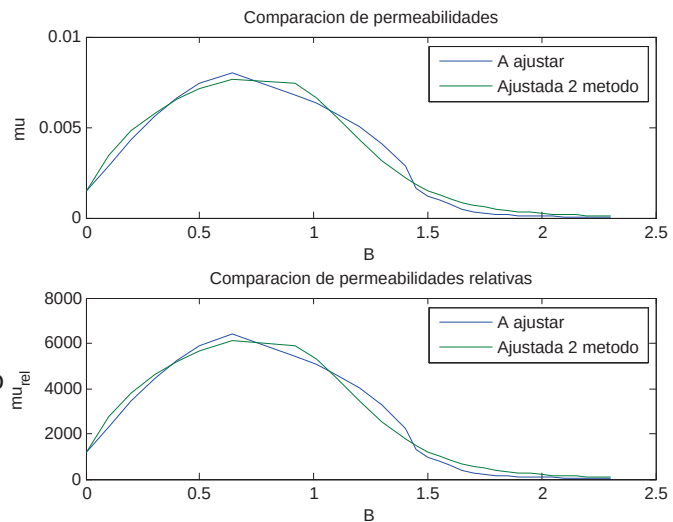 Comparacion de permeabilidades
0.01
0.005
0
mu
A ajustar
Ajustada 2 metodo
0 0.5 1 1.5 2 2.5
B
Comparacion de permeabilidades relativas
8000
6000
4000
2000
0
mu_rel
A ajustar
Ajustada 2 metodo
0 0.5 1 1.5 2 2.5
B